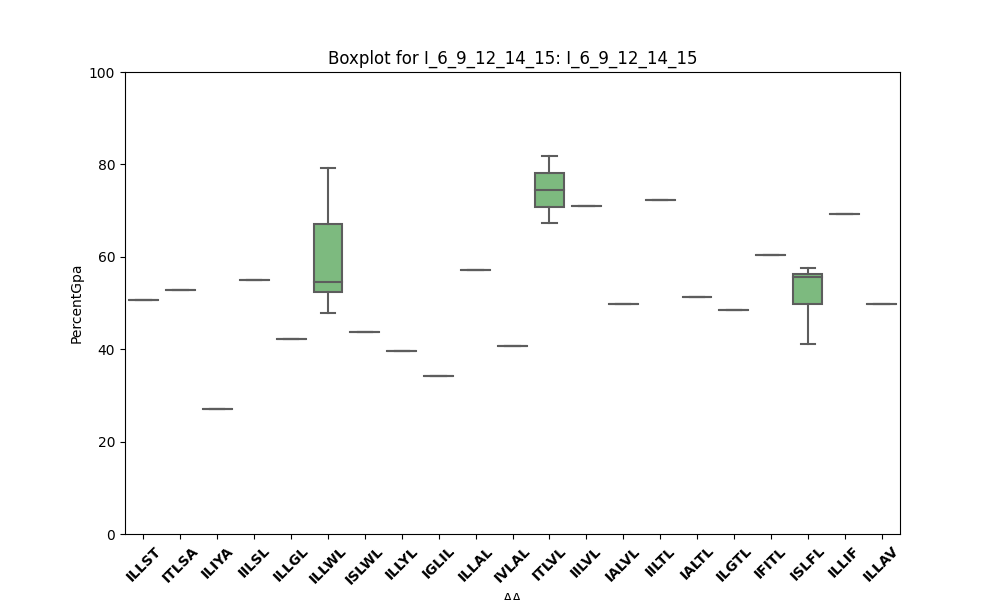 Boxplot for I_6_9_12_14_15: I_6_9_12_14_15
100
80
60
40
20
0
PercentGpa
ILLST ITLSA ILIYA IILSL ILLGL ILLWL ISLWL ILLYL IGLIL ILLAL IVLAL ITLVL IILVL IALVL IILTL IALTL ILGTL IFITL ISLFL ILLIF ILLAV
AA